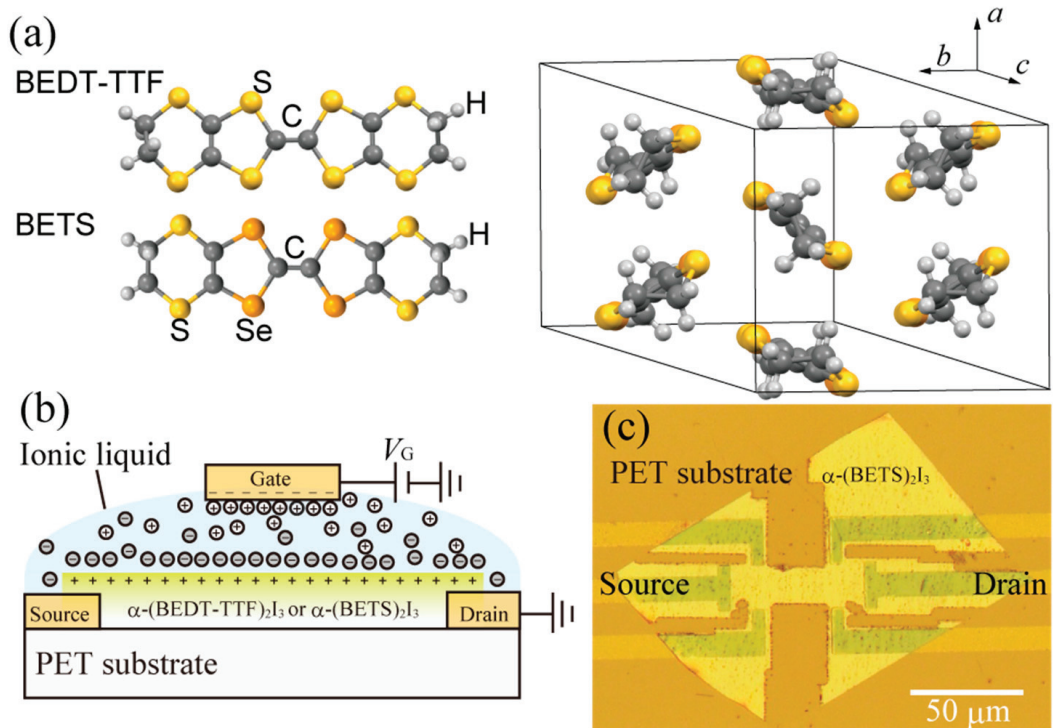 (a)
BEDT-TTF
S
C
H
BETS
C
H
S
Se
a
b
c
(b)
Ionic liquid
V_G
Gate
Source
α-(BEDT-TTF)₂I₃ or α-(BETS)₂I₃
Drain
PET substrate
(c)
PET substrate
α-(BETS)₂I₃
Source
Drain
50 μm